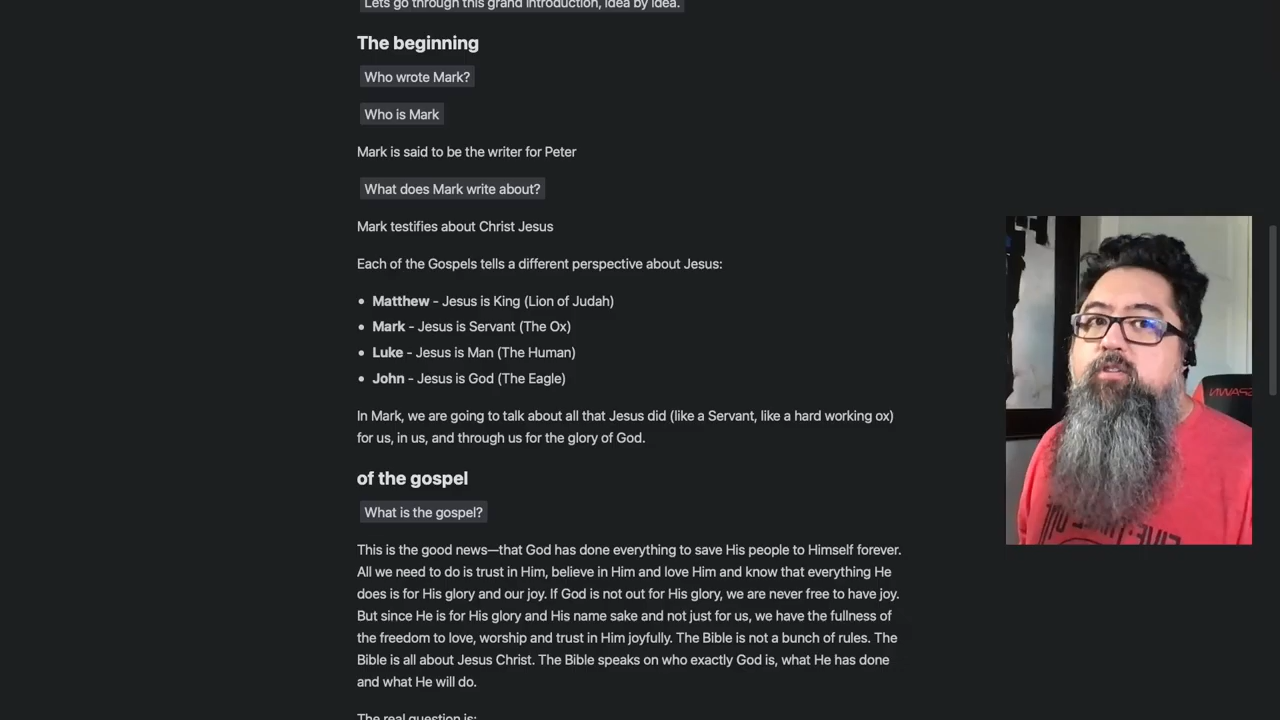 Lets go through this grand introduction, idea by idea.
The beginning
Who wrote Mark?
Who is Mark
Mark is said to be the writer for Peter
What does Mark write about?
Mark testifies about Christ Jesus
Each of the Gospels tells a different perspective about Jesus:
• Matthew - Jesus is King (Lion of Judah)
• Mark - Jesus is Servant (The Ox)
• Luke - Jesus is Man (The Human)
• John - Jesus is God (The Eagle)
In Mark, we are going to talk about all that Jesus did (like a Servant, like a hard working ox)
for us, in us, and through us for the glory of God.
of the gospel
What is the gospel?
This is the good news—that God has done everything to save His people to Himself forever.
All we need to do is trust in Him, believe in Him and love Him and know that everything He
does is for His glory and our joy. If God is not out for His glory, we are never free to have joy.
But since He is for His glory and His name sake and not just for us, we have the fullness of
the freedom to love, worship and trust in Him joyfully. The Bible is not a bunch of rules. The
Bible is all about Jesus Christ. The Bible speaks on who exactly God is, what He has done
and what He will do.
The real question is: